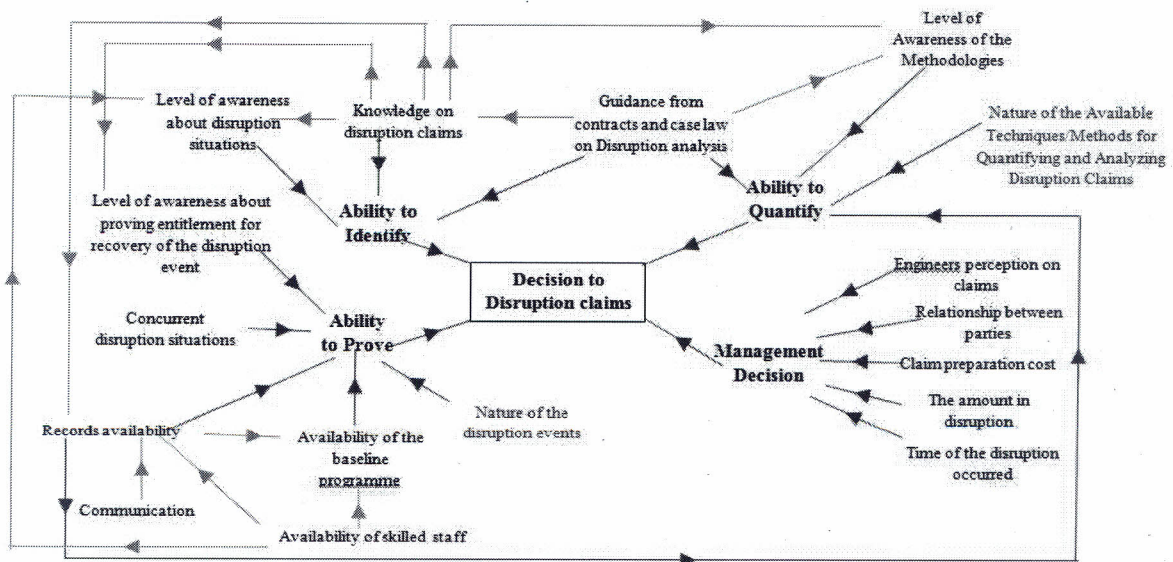 Level of
Awareness of the
Methodologies
Level of awareness
about disruption
situations
Knowledge on
disruption claims
Guidance from
contracts and case law
on Disruption analysis
Nature of the Available
Techniques/Methods for
Quantifying and Analyzing
Disruption Claims
Level of awareness about
proving entitlement for
recovery of the disruption
event
Ability to
Identify
Ability to
Quantify
Decision to
Disruption claims
Engineers perception on
claims
Concurrent
disruption situations
Ability
to Prove
Relationship between
parties
Management
Decision
Claim preparation cost
The amount in
disruption
Records availability
Availability of the
baseline
programme
Nature of the
disruption events
Time of the disruption
occurred
Communication
Availability of skilled staff